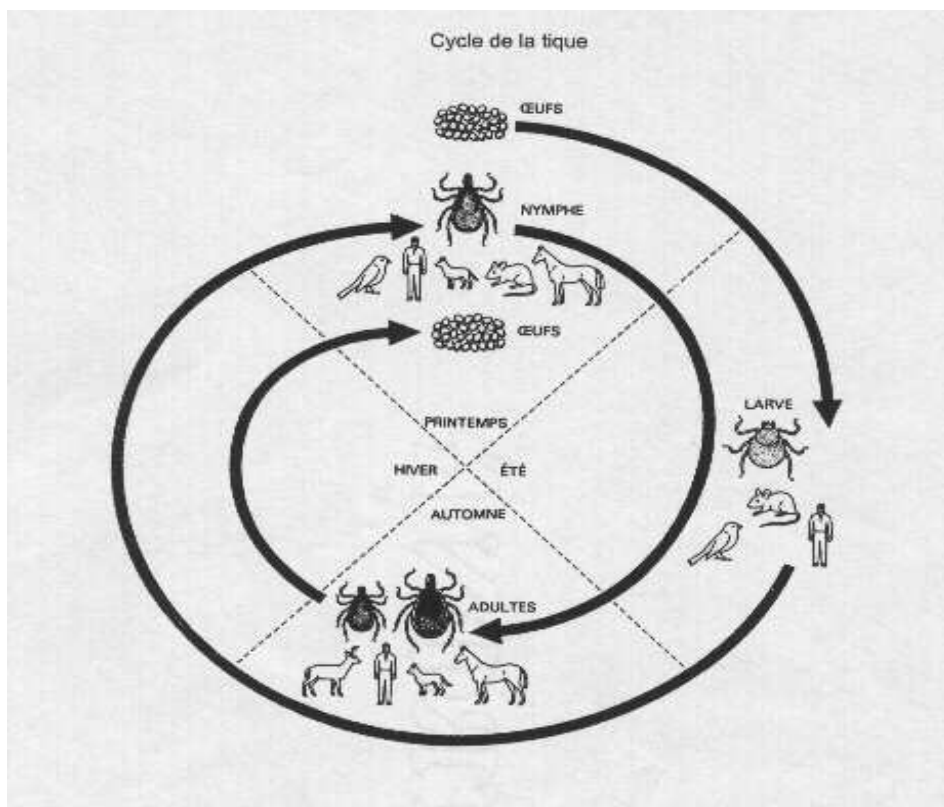 Cycle de la tique
ŒUFS
NYMPHE
ŒUFS
LARVE
PRINTEMPS
HIVER
ÉTÉ
AUTOMNE
ADULTES